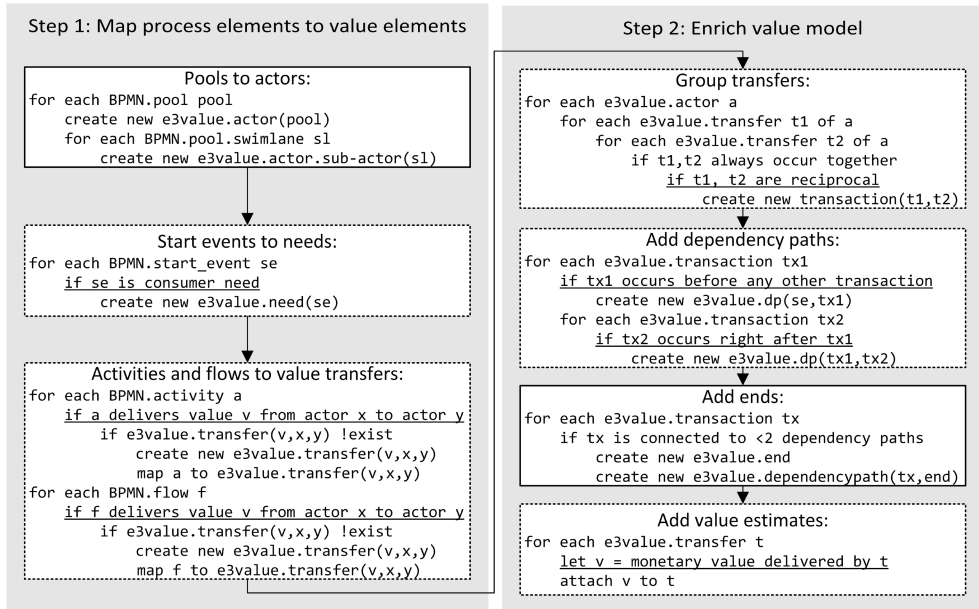 Step 1: Map process elements to value elements
Pools to actors:
for each BPMN.pool pool
create new e3value.actor(pool)
for each BPMN.pool.swimlane sl
create new e3value.actor.sub-actor(sl)
Start events to needs:
for each BPMN.start_event se
if se is consumer need
create new e3value.need(se)
Activities and flows to value transfers:
for each BPMN.activity a
if a delivers value v from actor x to actor y
if e3value.transfer(v,x,y) !exist
create new e3value.transfer(v,x,y)
map a to e3value.transfer(v,x,y)
for each BPMN.flow f
if f delivers value v from actor x to actor y
if e3value.transfer(v,x,y) !exist
create new e3value.transfer(v,x,y)
map f to e3value.transfer(v,x,y)
Step 2: Enrich value model
Group transfers:
for each e3value.actor a
for each e3value.transfer t1 of a
for each e3value.transfer t2 of a
if t1,t2 always occur together
if t1, t2 are reciprocal
create new transaction(t1,t2)
Add dependency paths:
for each e3value.transaction tx1
if tx1 occurs before any other transaction
create new e3value.dp(se,tx1)
for each e3value.transaction tx2
if tx2 occurs right after tx1
create new e3value.dp(tx1,tx2)
Add ends:
for each e3value.transaction tx
if tx is connected to <2 dependency paths
create new e3value.end
create new e3value.dependencypath(tx,end)
Add value estimates:
for each e3value.transfer t
let v = monetary value delivered by t
attach v to t